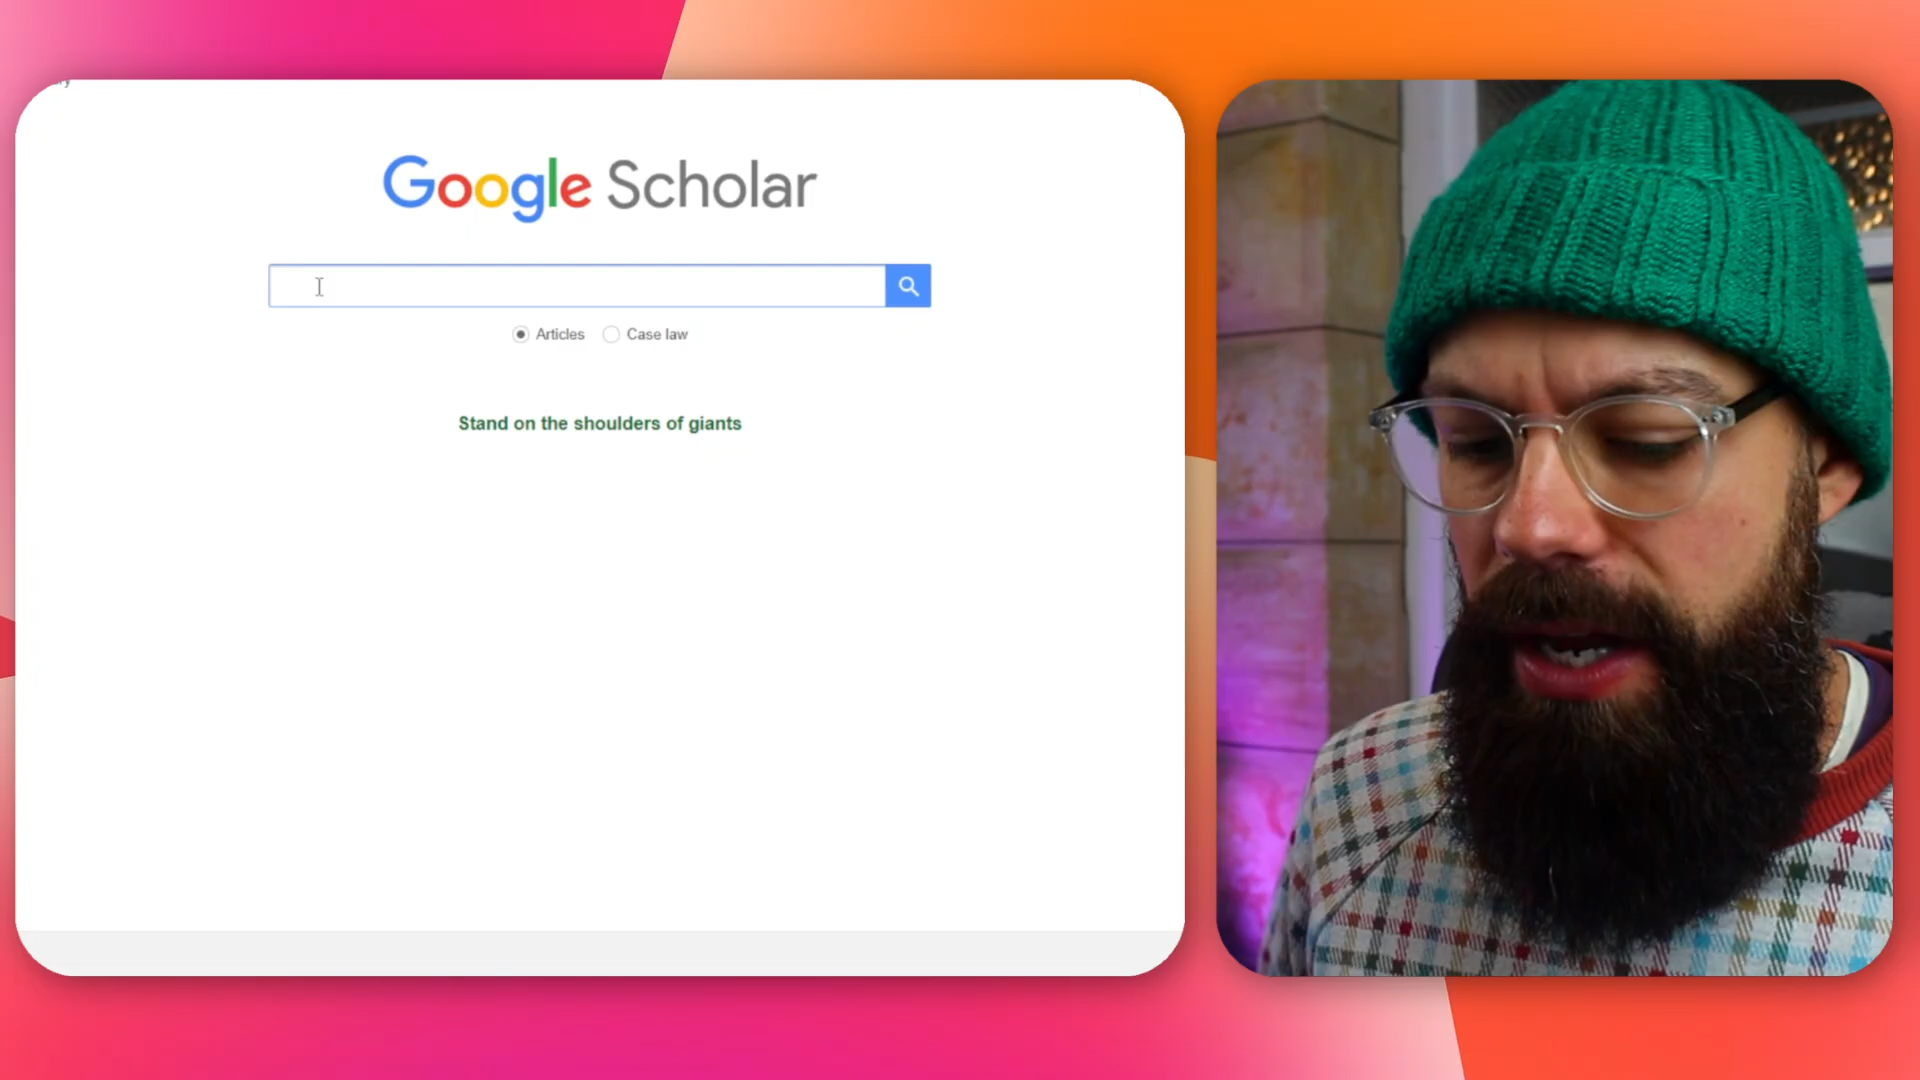 Google Scholar
Articles Case law
Stand on the shoulders of giants